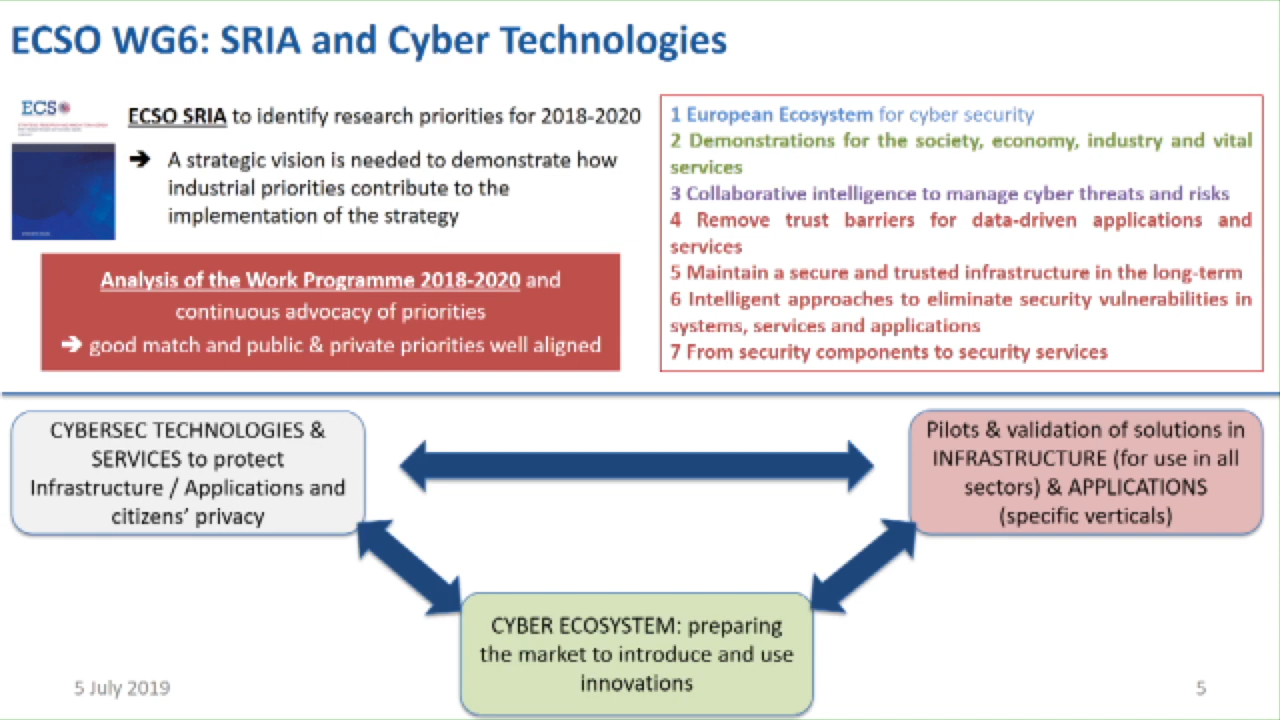 ECSO WG6: SRIA and Cyber Technologies
ECS
ECSO SRIA to identify research priorities for 2018-2020
➔ A strategic vision is needed to demonstrate how
industrial priorities contribute to the
implementation of the strategy
Analysis of the Work Programme 2018-2020 and
continuous advocacy of priorities
➔ good match and public & private priorities well aligned
1 European Ecosystem for cyber security
2 Demonstrations for the society, economy, industry and vital
services
3 Collaborative intelligence to manage cyber threats and risks
4 Remove trust barriers for data-driven applications and
services
5 Maintain a secure and trusted infrastructure in the long-term
6 Intelligent approaches to eliminate security vulnerabilities in
systems, services and applications
7 From security components to security services
CYBERSEC TECHNOLOGIES &
SERVICES to protect
Infrastructure / Applications and
citizens’ privacy
Pilots & validation of solutions in
INFRASTRUCTURE (for use in all
sectors) & APPLICATIONS
(specific verticals)
CYBER ECOSYSTEM: preparing
the market to introduce and use
innovations
5 July 2019
5